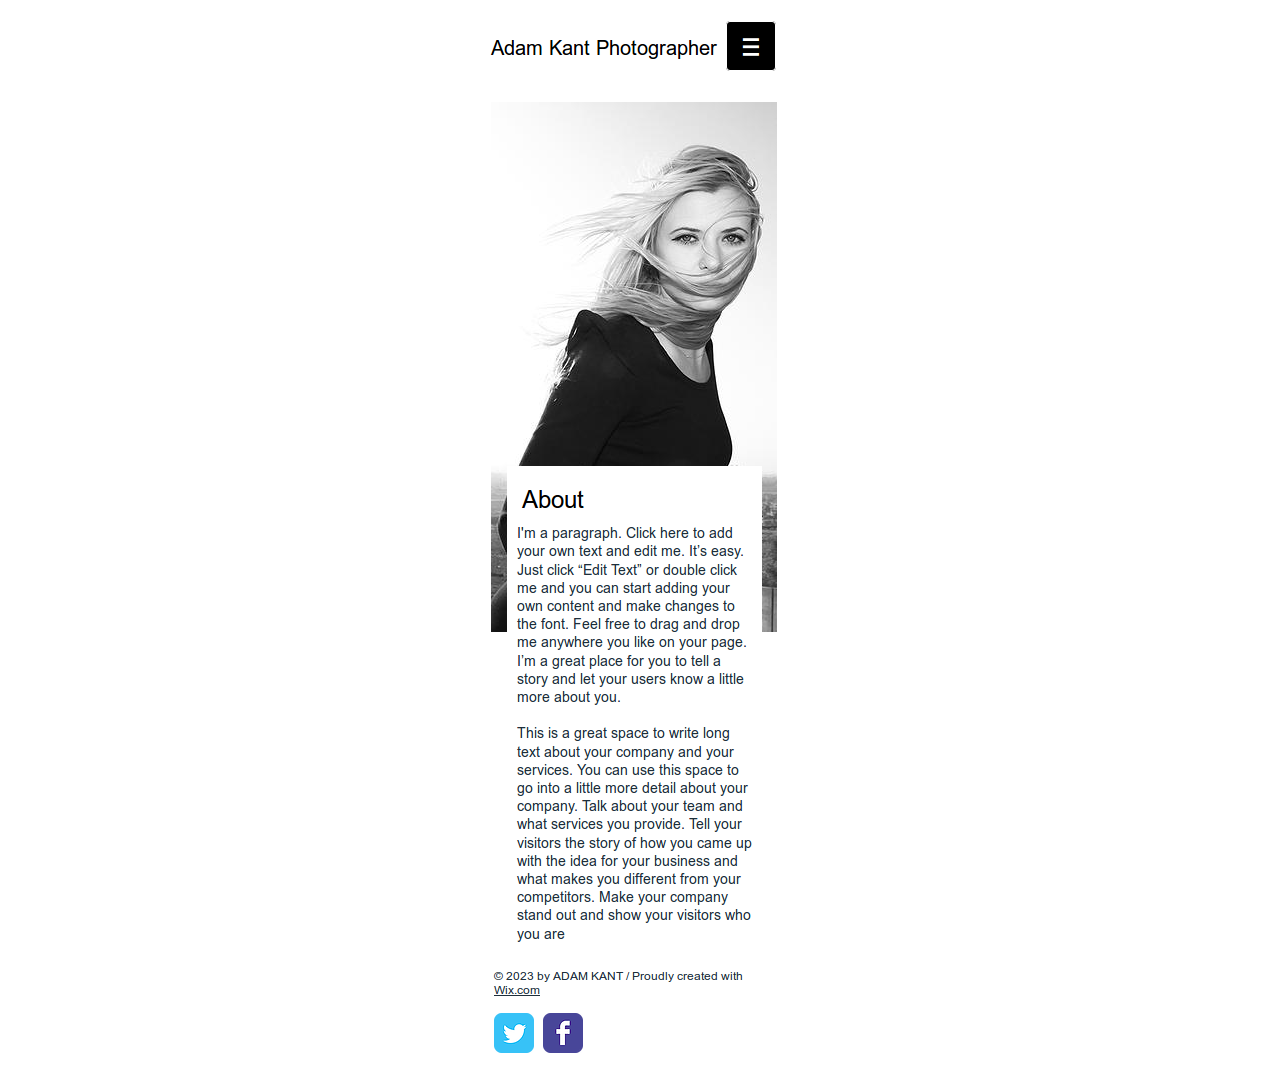 Adam Kant Photographer
About
I'm a paragraph. Click here to add
your own text and edit me. It’s easy.
Just click “Edit Text” or double click
me and you can start adding your
own content and make changes to
the font. Feel free to drag and drop
me anywhere you like on your page.
I’m a great place for you to tell a
story and let your users know a little
more about you.
This is a great space to write long
text about your company and your
services. You can use this space to
go into a little more detail about your
company. Talk about your team and
what services you provide. Tell your
visitors the story of how you came up
with the idea for your business and
what makes you different from your
competitors. Make your company
stand out and show your visitors who
you are
© 2023 by ADAM KANT / Proudly created with
Wix.com